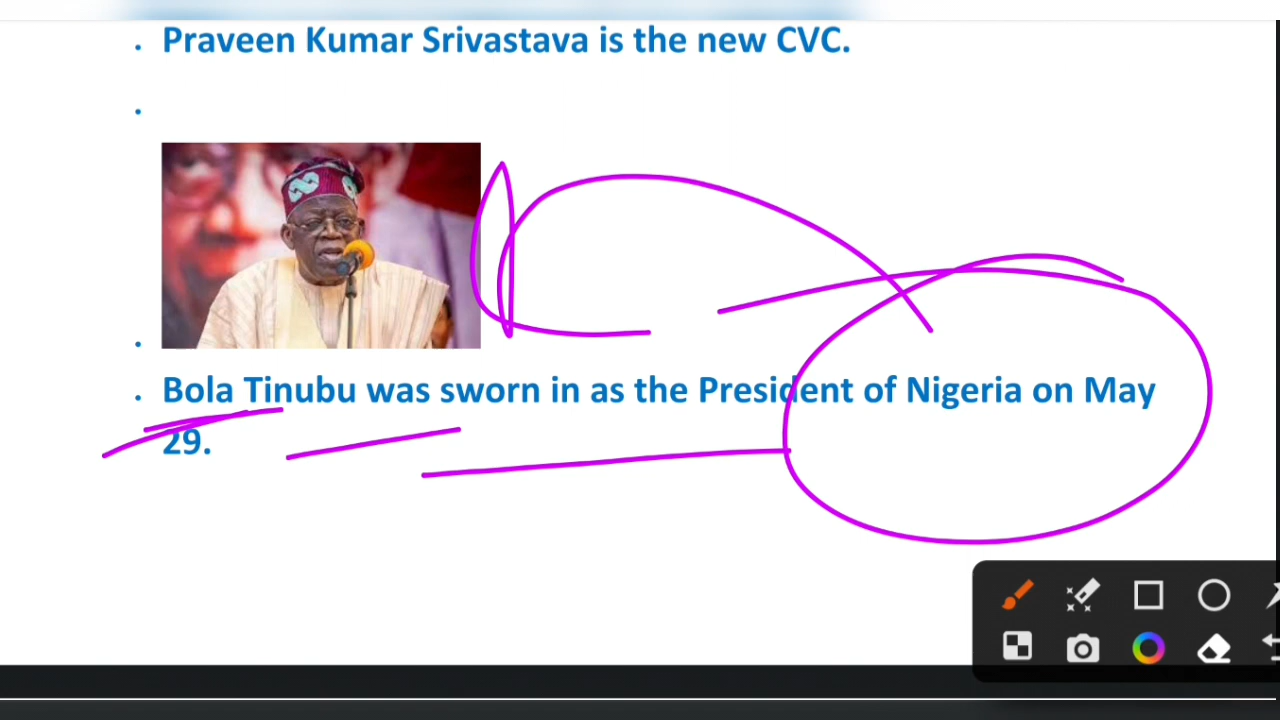 Praveen Kumar Srivastava is the new CVC.
Bola Tinubu was sworn in as the President of Nigeria on May
29.